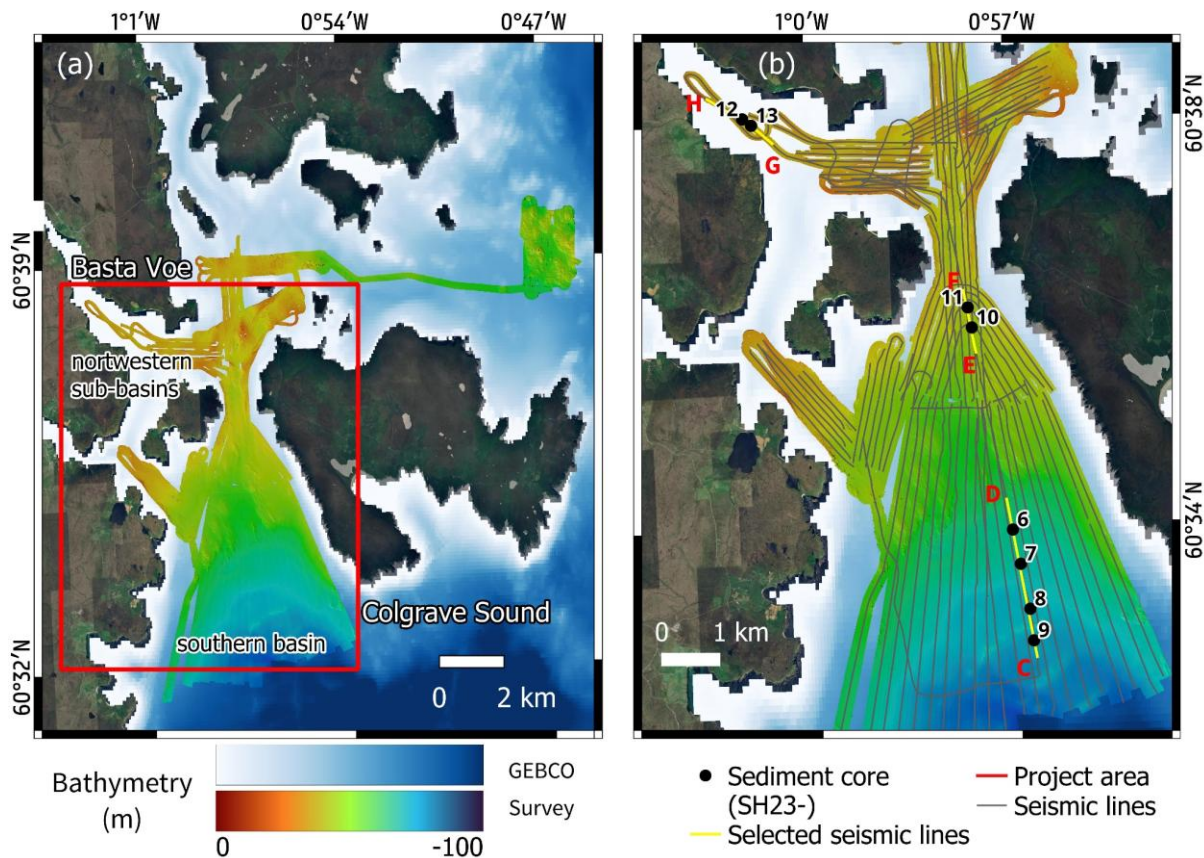 1°1'W 0°54'W 0°47'W
(a)
60°39'N
60°32'N
Basta Voe
nortwestern
sub-basins
Colgrave Sound
southern basin
0 2 km
1°0'W 0°57'W
(b)
60°38'N
60°34'N
H
12 13
G
F
11
10
E
D
6
7
8
9
C
0 1 km
Bathymetry
(m)
GEBCO
Survey
0 -100
Sediment core
(SH23-)
Selected seismic lines
Project area
Seismic lines